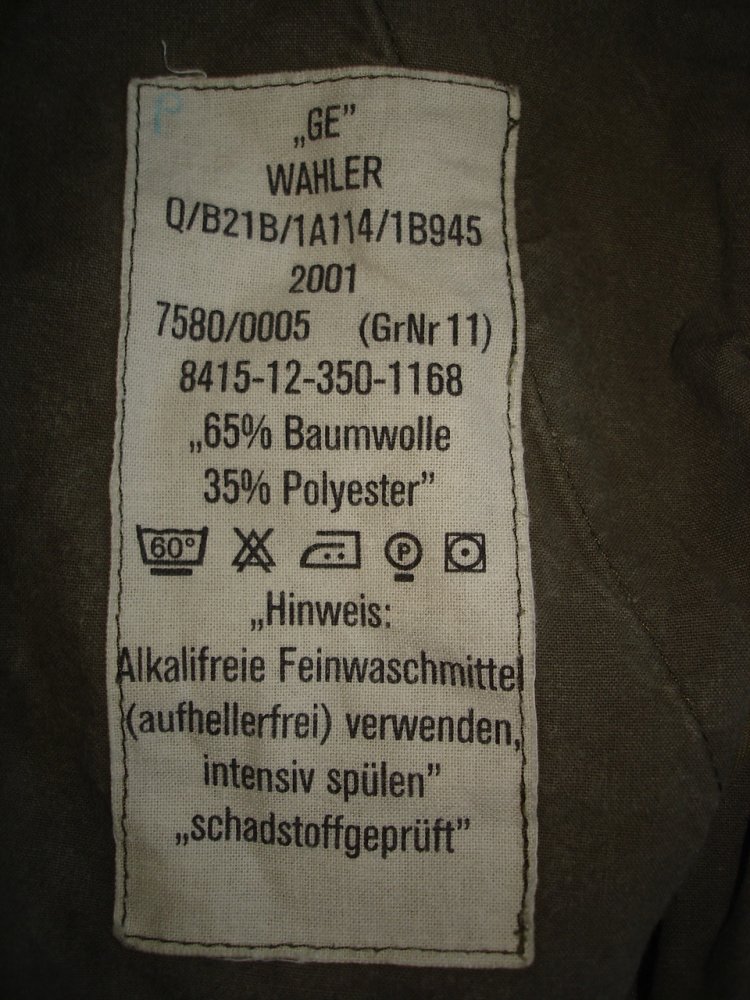 P
„GE”
WAHLER
Q/B21B/1A114/1B945
2001
7580/0005 (GrNr 11)
8415-12-350-1168
„65% Baumwolle
35% Polyester”
60° P
„Hinweis:
Alkalifreie Feinwaschmittel
(aufhellerfrei) verwenden,
intensiv spülen”
„schadstoffgeprüft”